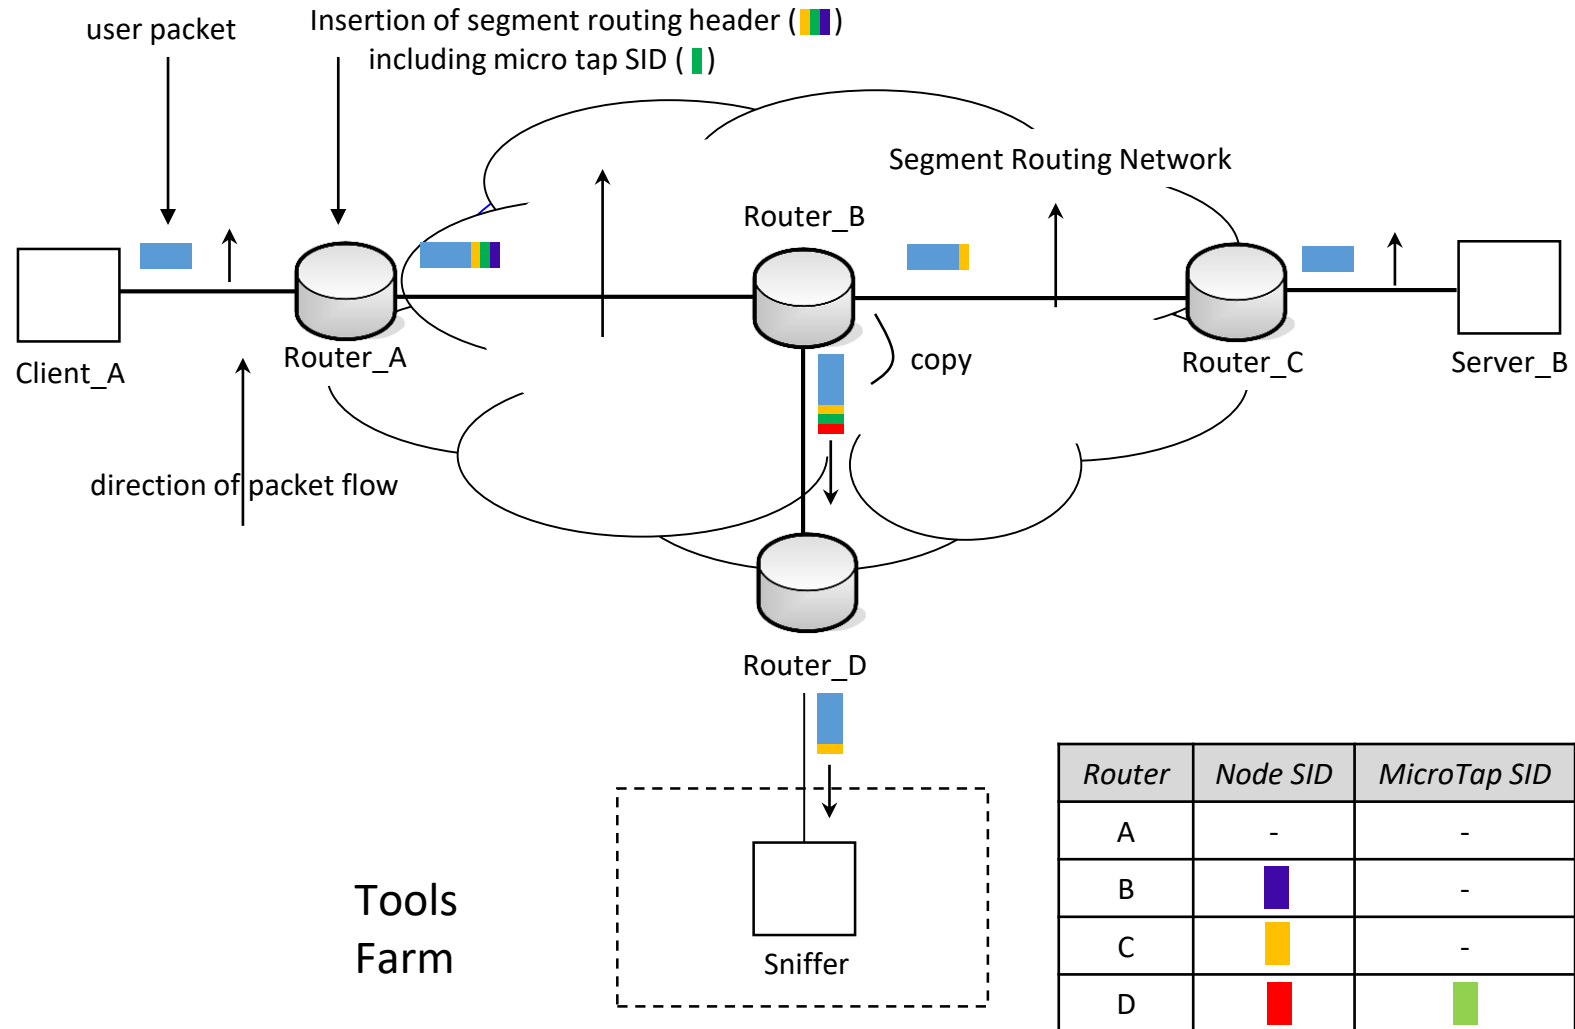 user packet
Insertion of segment routing header ( )
including micro tap SID ( )
Segment Routing Network
Router_B
Client_A
Router_A
copy
Router_C
Server_B
direction of packet flow
Router_D
Tools
Farm
Sniffer
Router Node SID MicroTap SID
A - -
B -
C -
D